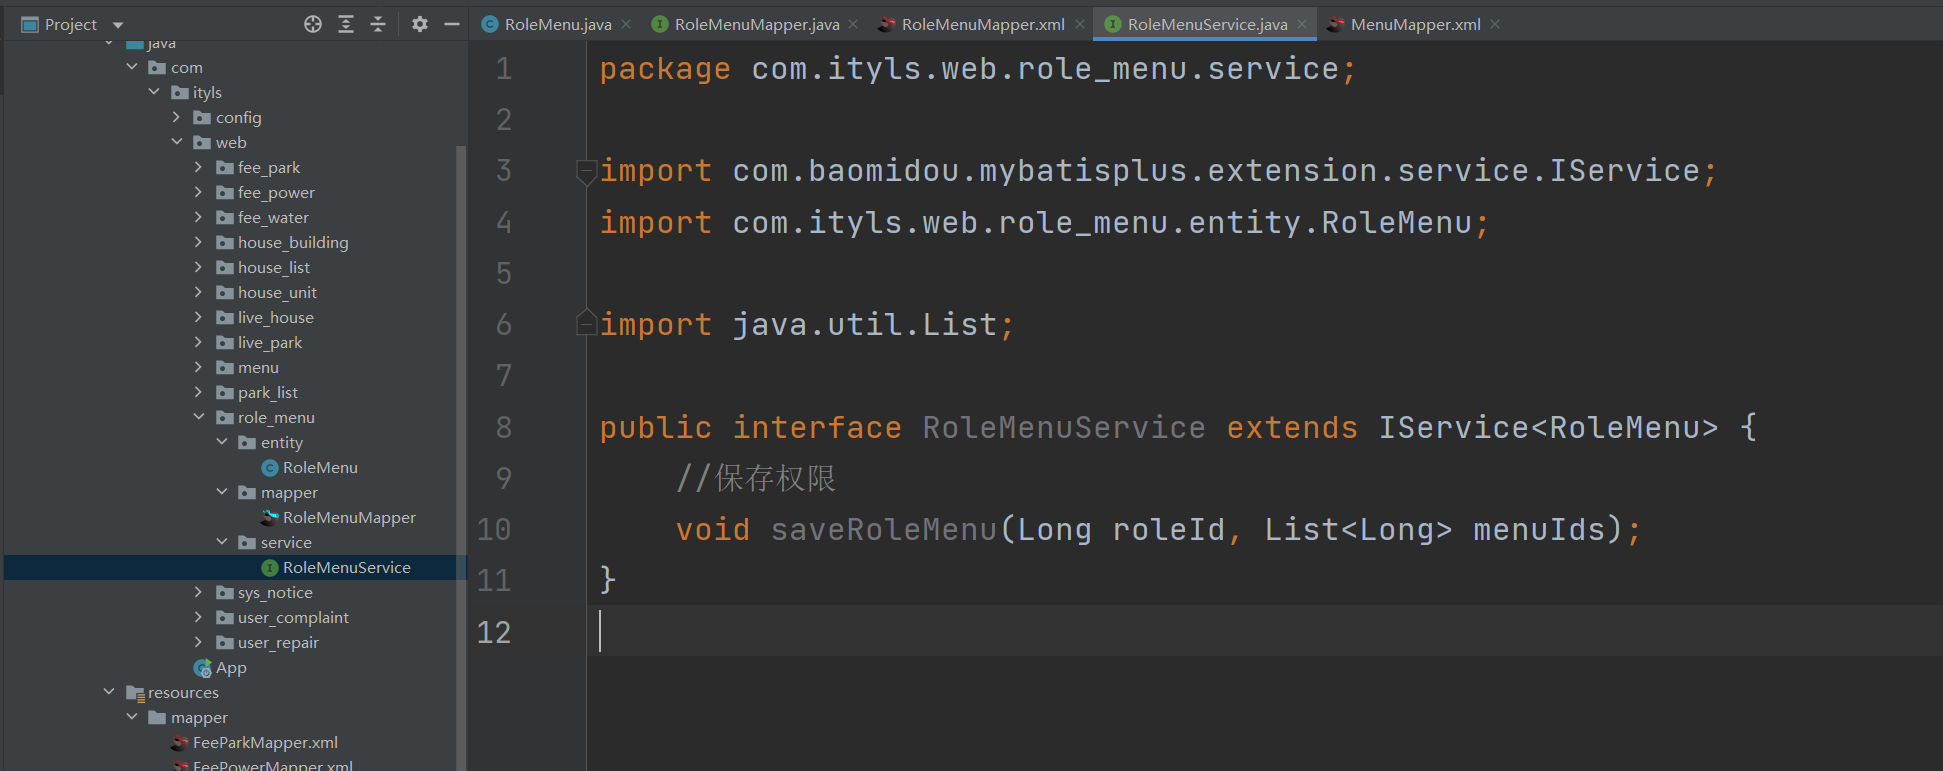 Project
RoleMenu.java
RoleMenuMapper.java
RoleMenuMapper.xml
RoleMenuService.java
MenuMapper.xml
java
com
ityls
config
web
fee_park
fee_power
fee_water
house_building
house_list
house_unit
live_house
live_park
menu
park_list
role_menu
entity
RoleMenu
mapper
RoleMenuMapper
service
RoleMenuService
sys_notice
user_complaint
user_repair
App
resources
mapper
FeeParkMapper.xml
FeePowerMapper.xml
1 package com.ityls.web.role_menu.service;
2
3 import com.baomidou.mybatisplus.extension.service.IService;
4 import com.ityls.web.role_menu.entity.RoleMenu;
5
6 import java.util.List;
7
8 public interface RoleMenuService extends IService<RoleMenu> {
9 //保存权限
10 void saveRoleMenu(Long roleId, List<Long> menuIds);
11 }
12